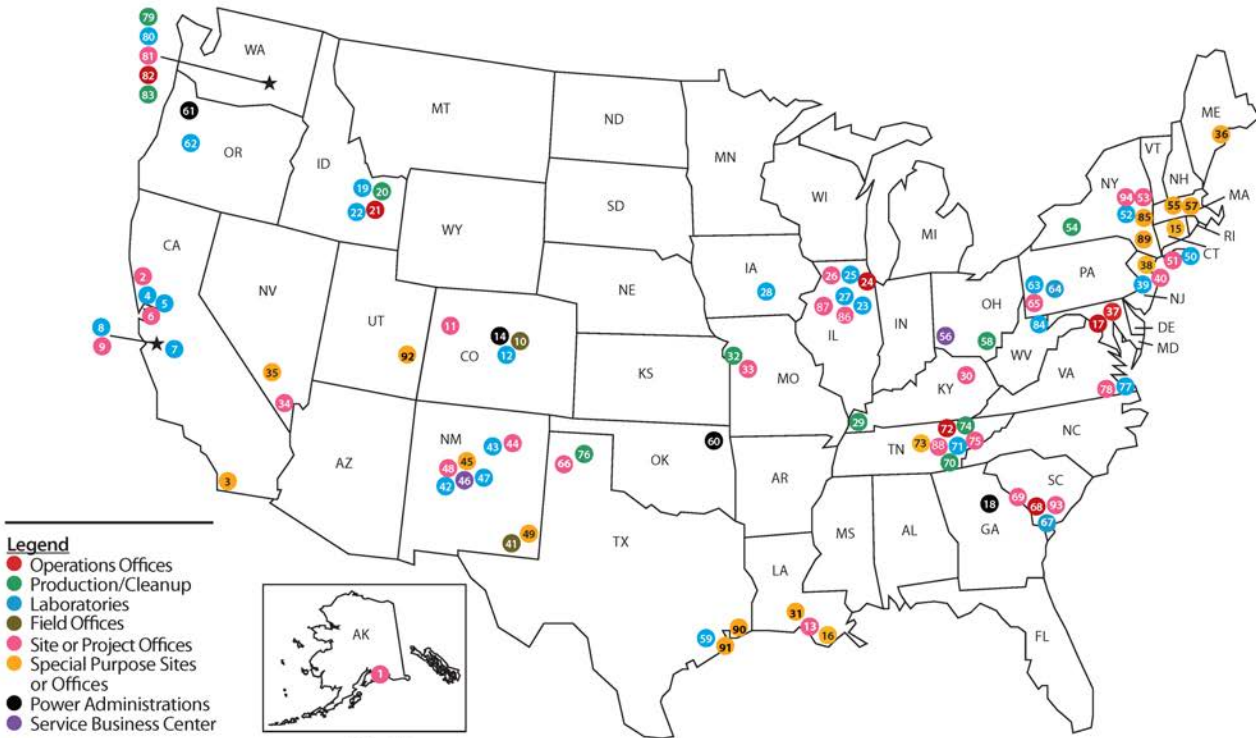 79
80
81
82
83
WA
61
62
OR
MT
ID
19
20
22
21
ND
SD
WY
MN
WI
MI
ME
36
VT
NH
NY
94
53
52
85
54
55
57
MA
15
RI
89
CT
50
51
38
39
40
NJ
CA
2
4
5
6
8
9
7
3
NV
35
34
UT
92
11
CO
14
10
12
NE
KS
IA
28
26
25
24
27
23
87
86
IL
IN
OH
56
58
PA
63
64
65
84
37
17
DE
MD
WV
VA
78
77
32
33
MO
KY
30
29
AZ
NM
43
44
45
48
46
47
42
49
41
66
76
OK
60
TX
AR
72
74
73
88
71
75
TN
70
NC
SC
69
68
93
67
18
GA
MS
AL
LA
31
13
16
59
90
91
FL
AK
1
Legend
Operations Offices
Production/Cleanup
Laboratories
Field Offices
Site or Project Offices
Special Purpose Sites
or Offices
Power Administrations
Service Business Center